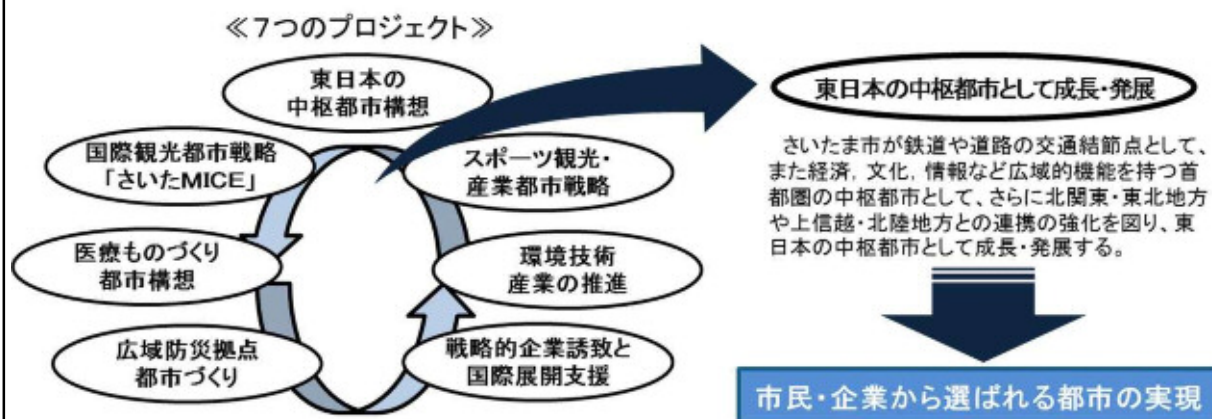 ≪7つのプロジェクト≫
東日本の
中枢都市構想
国際観光都市戦略
「さいたMICE」
スポーツ観光・
産業都市戦略
医療ものづくり
都市構想
環境技術
産業の推進
広域防災拠点
都市づくり
戦略的企業誘致と
国際展開支援
東日本の中枢都市として成長・発展
さいたま市が鉄道や道路の交通結節点として、
また経済, 文化, 情報など広域的機能を持つ首
都圏の中枢都市として、さらに北関東・東北地方
や上信越・北陸地方との連携の強化を図り、東
日本の中枢都市として成長・発展する。
市民・企業から選ばれる都市の実現